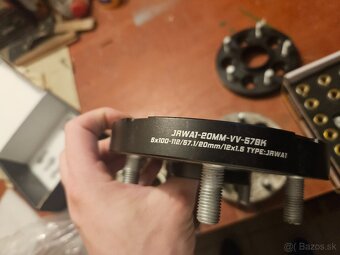 JRWA1-20MM-VV-57BK
5x100-112/57.1/20mm/12x1.5 TYPE:JRWA1
bazos.sk